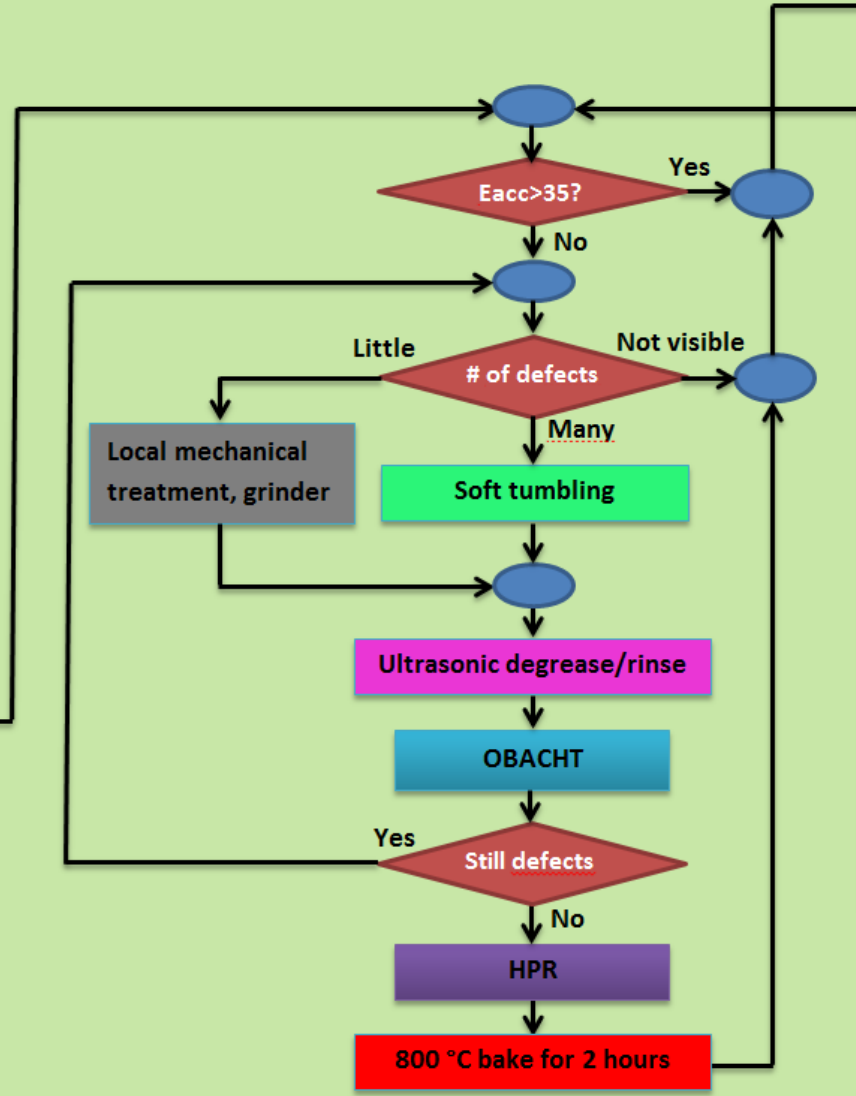 Eacc>35?
Yes
No
Little
# of defects
Not visible
Many
Local mechanical
treatment, grinder
Soft tumbling
Ultrasonic degrease/rinse
OBACHT
Yes
Still defects
No
HPR
800 °C bake for 2 hours